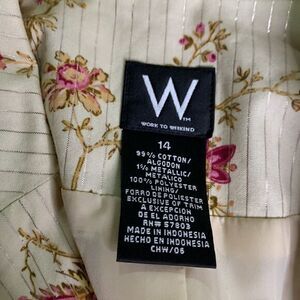 W
TM
WORK TO WEEKEND
14
99% COTTON/
ALGODON
1% METALLIC/
METALICO
100% POLYESTER
LINING/
FORRO DE POLIESTER
EXCLUSIVE OF TRIM
A EXCEPCION
DE EL ADORNO
RN# 57803
MADE IN INDONESIA
HECHO EN INDONESIA
CHW/06